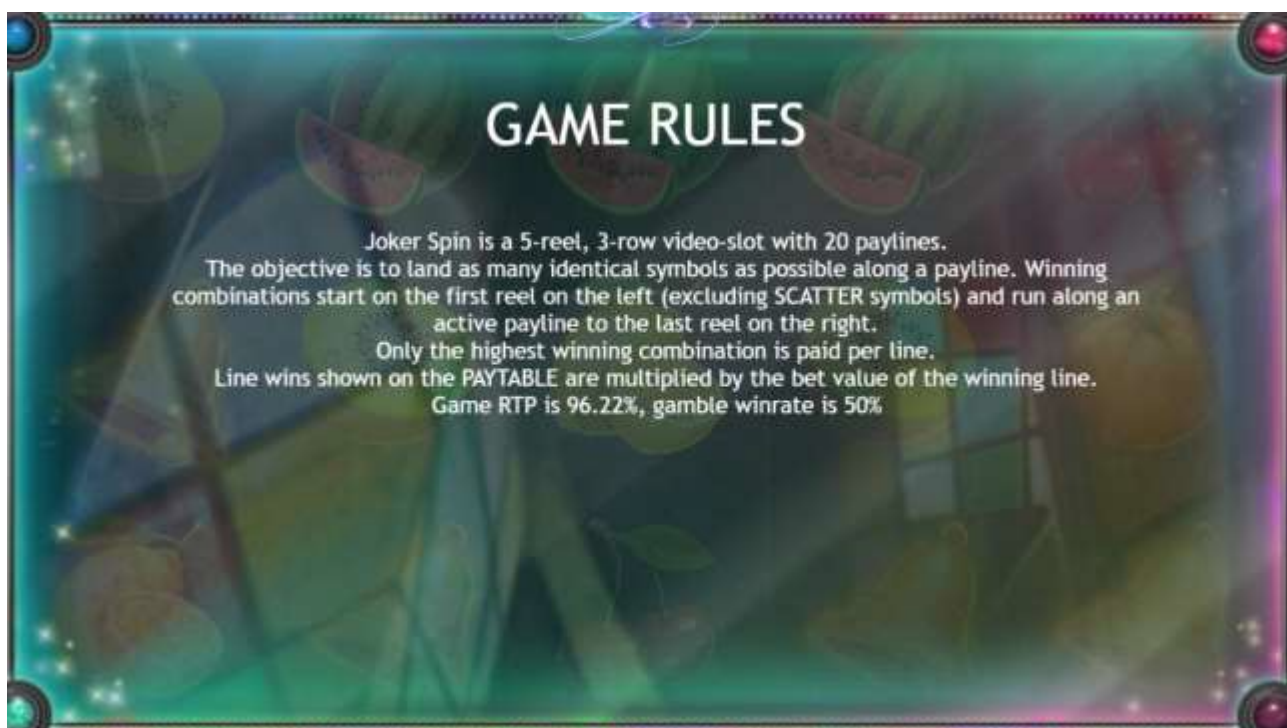 GAME RULES
Joker Spin is a 5-reel, 3-row video-slot with 20 paylines.
The objective is to land as many identical symbols as possible along a payline. Winning
combinations start on the first reel on the left (excluding SCATTER symbols) and run along an
active payline to the last reel on the right.
Only the highest winning combination is paid per line.
Line wins shown on the PAYTABLE are multiplied by the bet value of the winning line.
Game RTP is 96.22%, gamble winrate is 50%